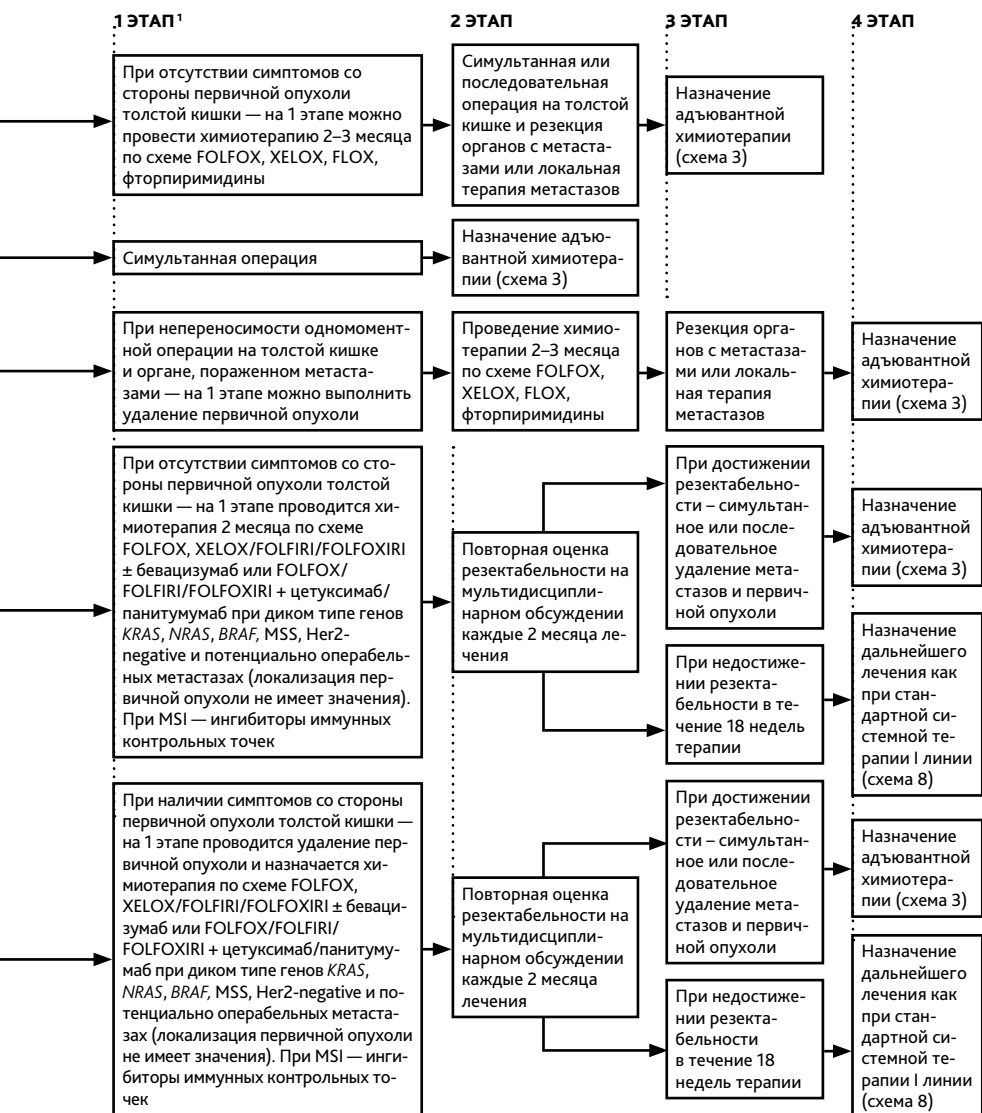 1 ЭТАП ¹
2 ЭТАП
3 ЭТАП
4 ЭТАП
При отсутствии симптомов со
стороны первичной опухоли
толстой кишки — на 1 этапе можно
провести химиотерапию 2–3 месяца
по схеме FOLFOX, XELOX, FLOX,
фторпиримидины
Симультанная или
последовательная
операция на толстой
кишке и резекция
органов с метаста-
зами или локальная
терапия метастазов
Назначение
адъювантной
химиотерапии
(схема 3)
Симультанная операция
Назначение адъю-
вантной химиотера-
пии (схема 3)
При непереносимости одномомент-
ной операции на толстой кишке
и органе, пораженном метаста-
зами — на 1 этапе можно выполнить
удаление первичной опухоли
Проведение химио-
терапии 2–3 месяца
по схеме FOLFOX,
XELOX, FLOX,
фторпиримидины
Резекция орга-
нов с метастаза-
ми или локаль-
ная терапия
метастазов
Назначение
адъювантной
химиотера-
пии (схема 3)
При отсутствии симптомов со сто-
роны первичной опухоли толстой
кишки — на 1 этапе проводится хи-
миотерапия 2 месяца по схеме
FOLFOX, XELOX/FOLFIRI/FOLFOXIRI
± бевацизумаб или FOLFOX/
FOLFIRI/FOLFOXIRI + цетуксимаб/
панитумумаб при диком типе генов
KRAS, NRAS, BRAF, MSS, Her2-
negative и потенциально операбель-
ных метастазах (локализация пер-
вичной опухоли не имеет значения).
При MSI — ингибиторы иммунных
контрольных точек
Повторная оценка
резектабельности на
мультидисципли-
нарном обсуждении
каждые 2 месяца ле-
чения
При достижении
резектабельно-
сти – симультан-
ное или после-
довательное
удаление мета-
стазов и первич-
ной опухоли
Назначение
адъювантной
химиотера-
пии (схема 3)
При недостиже-
нии резекта-
бельности в те-
чение 18 недель
терапии
Назначение
дальнейшего
лечения как
при стан-
дартной си-
стемной те-
рапии I линии
(схема 8)
При наличии симптомов со стороны
первичной опухоли толстой кишки —
на 1 этапе проводится удаление пер-
вичной опухоли и назначается хи-
миотерапия по схеме FOLFOX,
XELOX/FOLFIRI/FOLFOXIRI ± беваци-
зумаб или FOLFOX/FOLFIRI/
FOLFOXIRI + цетуксимаб/панитуму-
маб при диком типе генов KRAS,
NRAS, BRAF, MSS, Her2-negative и по-
тенциально операбельных метаста-
зах (локализация первичной опухоли
не имеет значения). При MSI — инги-
биторы иммунных контрольных то-
чек
Повторная оценка
резектабельности на
мультидисципли-
нарном обсуждении
каждые 2 месяца
лечения
При достижении
резектабельно-
сти – симультан-
ное или после-
довательное
удаление мета-
стазов и первич-
ной опухоли
Назначение
адъювантной
химиотера-
пии (схема 3)
При недостиже-
нии резекта-
бельности
в течение 18
недель терапии
Назначение
дальнейшего
лечения как
при стан-
дартной си-
стемной те-
рапии I линии
(схема 8)